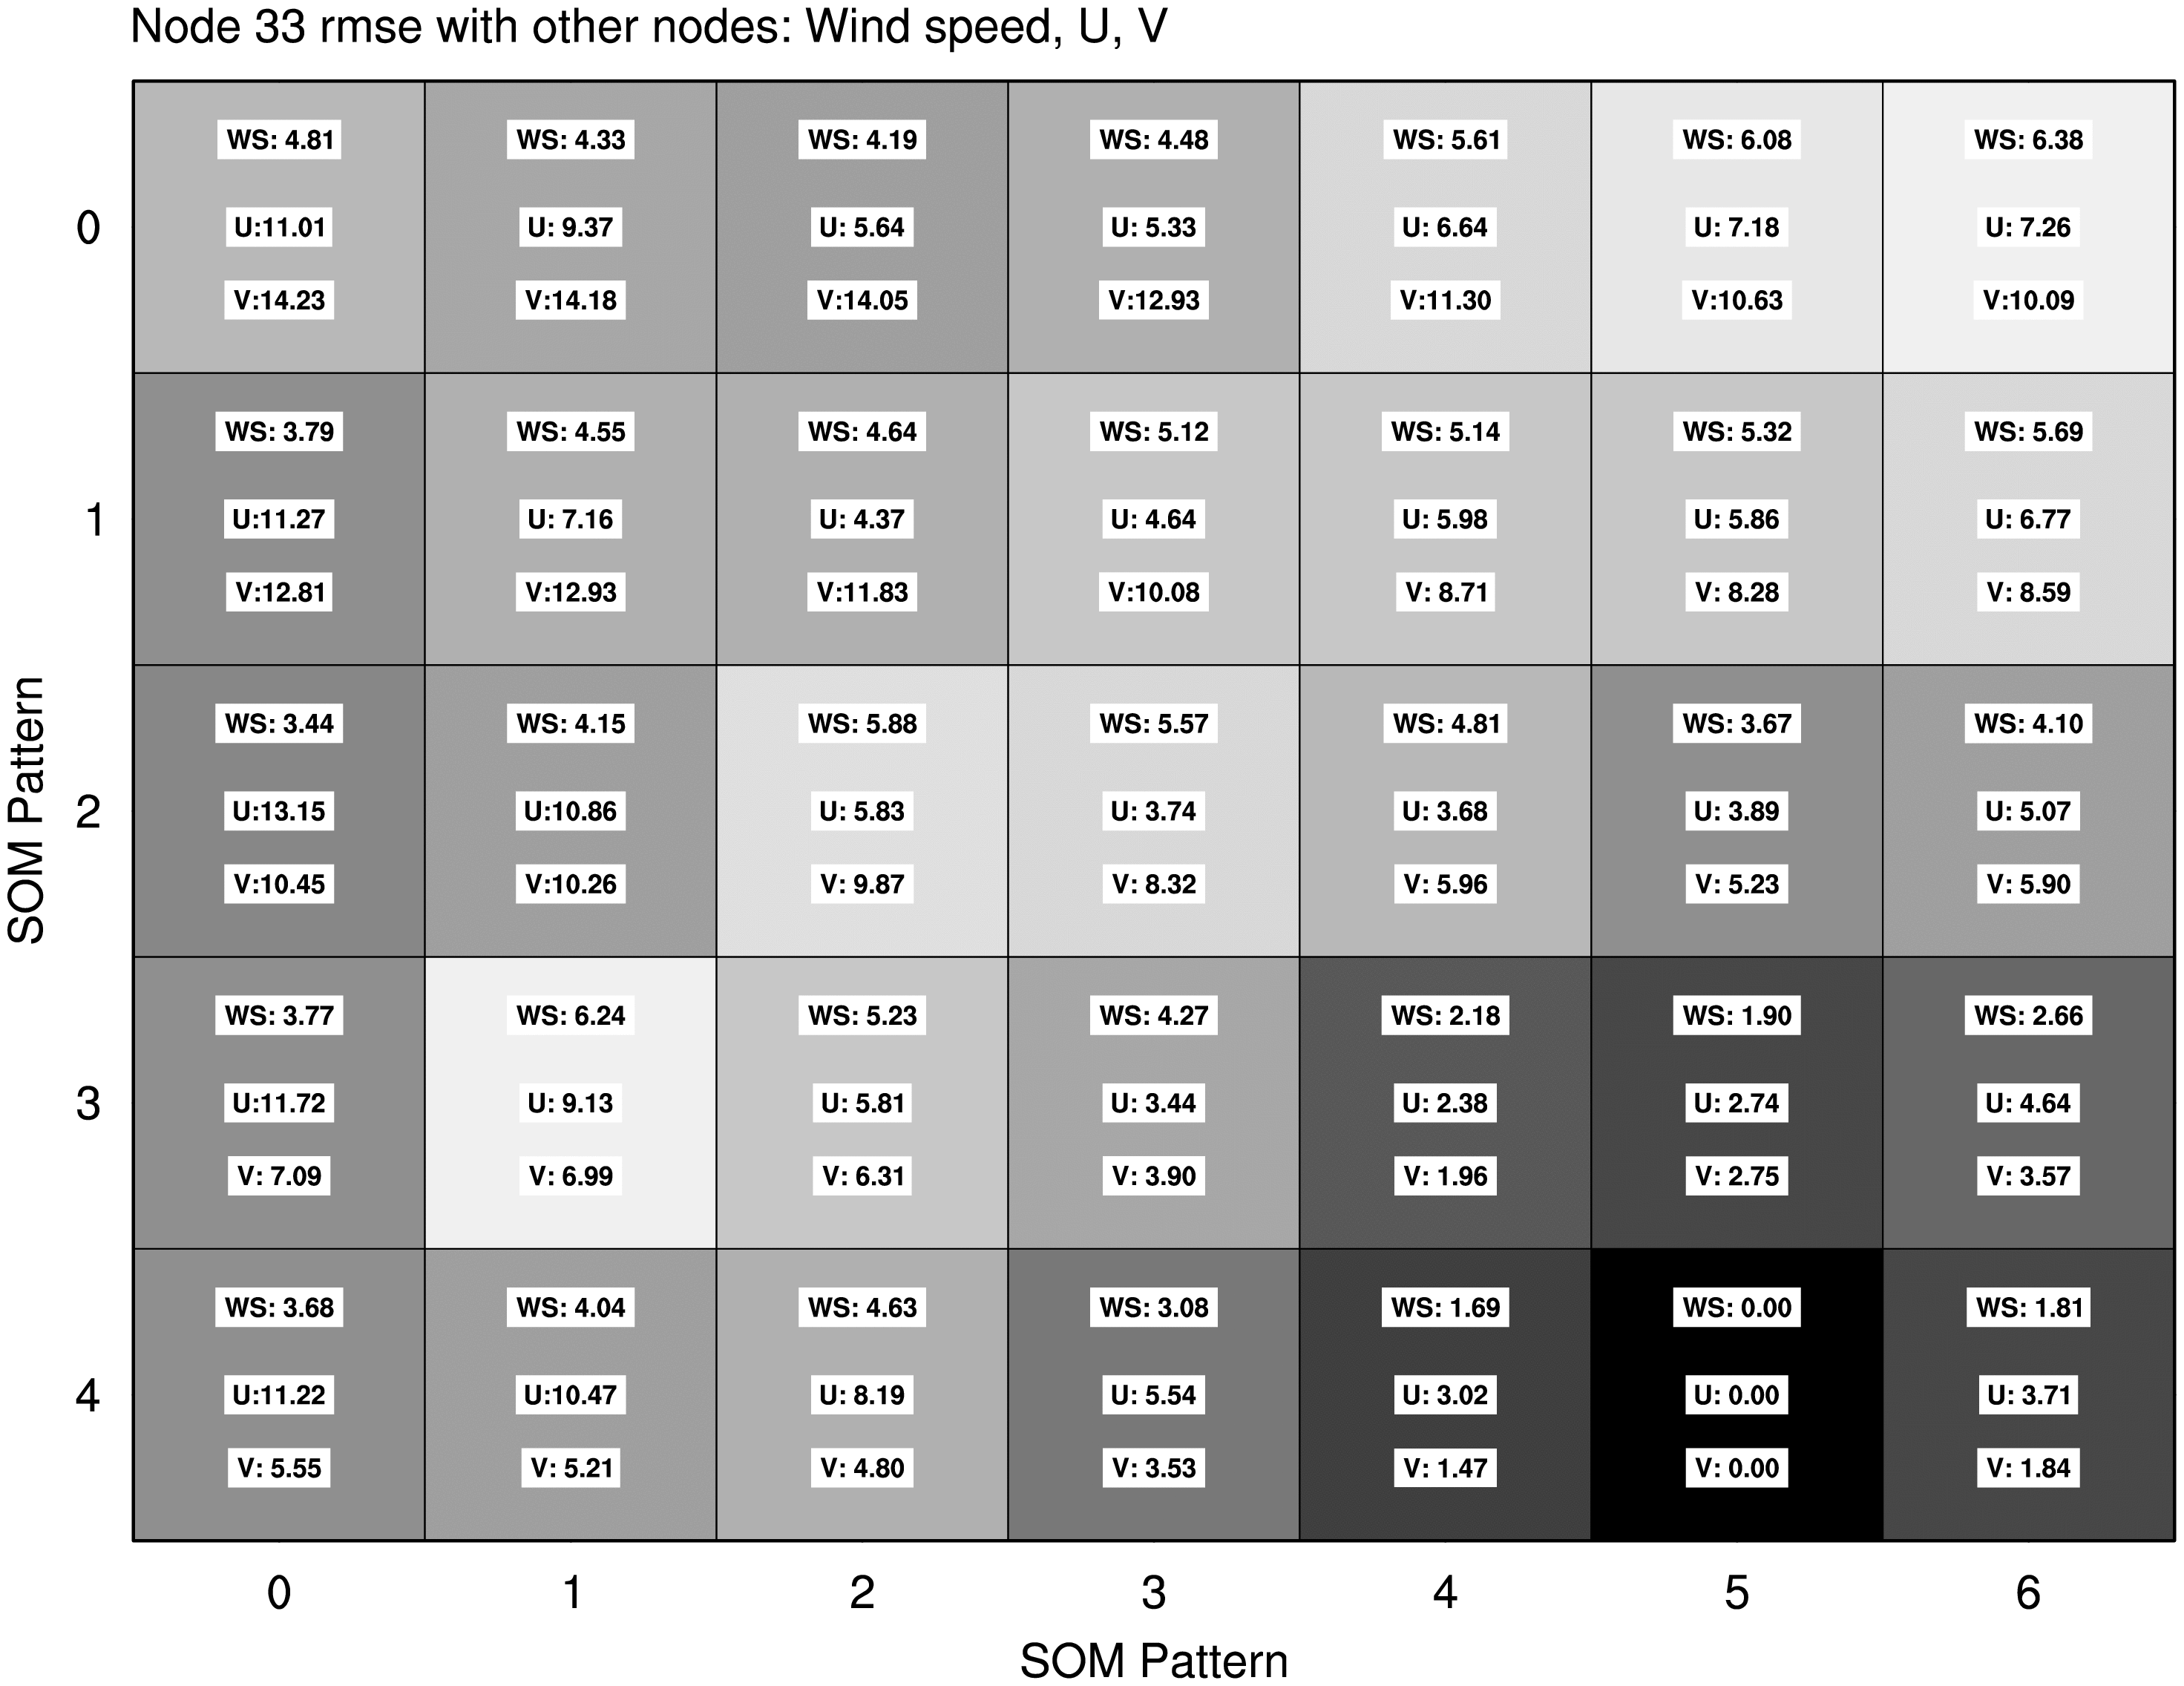 Node 33 rmse with other nodes: Wind speed, U, V
WS: 4.81 WS: 4.33 WS: 4.19 WS: 4.48 WS: 5.61 WS: 6.08 WS: 6.38
0
U:11.01 U: 9.37 U: 5.64 U: 5.33 U: 6.64 U: 7.18 U: 7.26
V:14.23 V:14.18 V:14.05 V:12.93 V:11.30 V:10.63 V:10.09
WS: 3.79 WS: 4.55 WS: 4.64 WS: 5.12 WS: 5.14 WS: 5.32 WS: 5.69
1
U:11.27 U: 7.16 U: 4.37 U: 4.64 U: 5.98 U: 5.86 U: 6.77
V:12.81 V:12.93 V:11.83 V:10.08 V: 8.71 V: 8.28 V: 8.59
SOM Pattern
WS: 3.44 WS: 4.15 WS: 5.88 WS: 5.57 WS: 4.81 WS: 3.67 WS: 4.10
2
U:13.15 U:10.86 U: 5.83 U: 3.74 U: 3.68 U: 3.89 U: 5.07
V:10.45 V:10.26 V: 9.87 V: 8.32 V: 5.96 V: 5.23 V: 5.90
WS: 3.77 WS: 6.24 WS: 5.23 WS: 4.27 WS: 2.18 WS: 1.90 WS: 2.66
3
U:11.72 U: 9.13 U: 5.81 U: 3.44 U: 2.38 U: 2.74 U: 4.64
V: 7.09 V: 6.99 V: 6.31 V: 3.90 V: 1.96 V: 2.75 V: 3.57
WS: 3.68 WS: 4.04 WS: 4.63 WS: 3.08 WS: 1.69 WS: 0.00 WS: 1.81
4
U:11.22 U:10.47 U: 8.19 U: 5.54 U: 3.02 U: 0.00 U: 3.71
V: 5.55 V: 5.21 V: 4.80 V: 3.53 V: 1.47 V: 0.00 V: 1.84
0 1 2 3 4 5 6
SOM Pattern